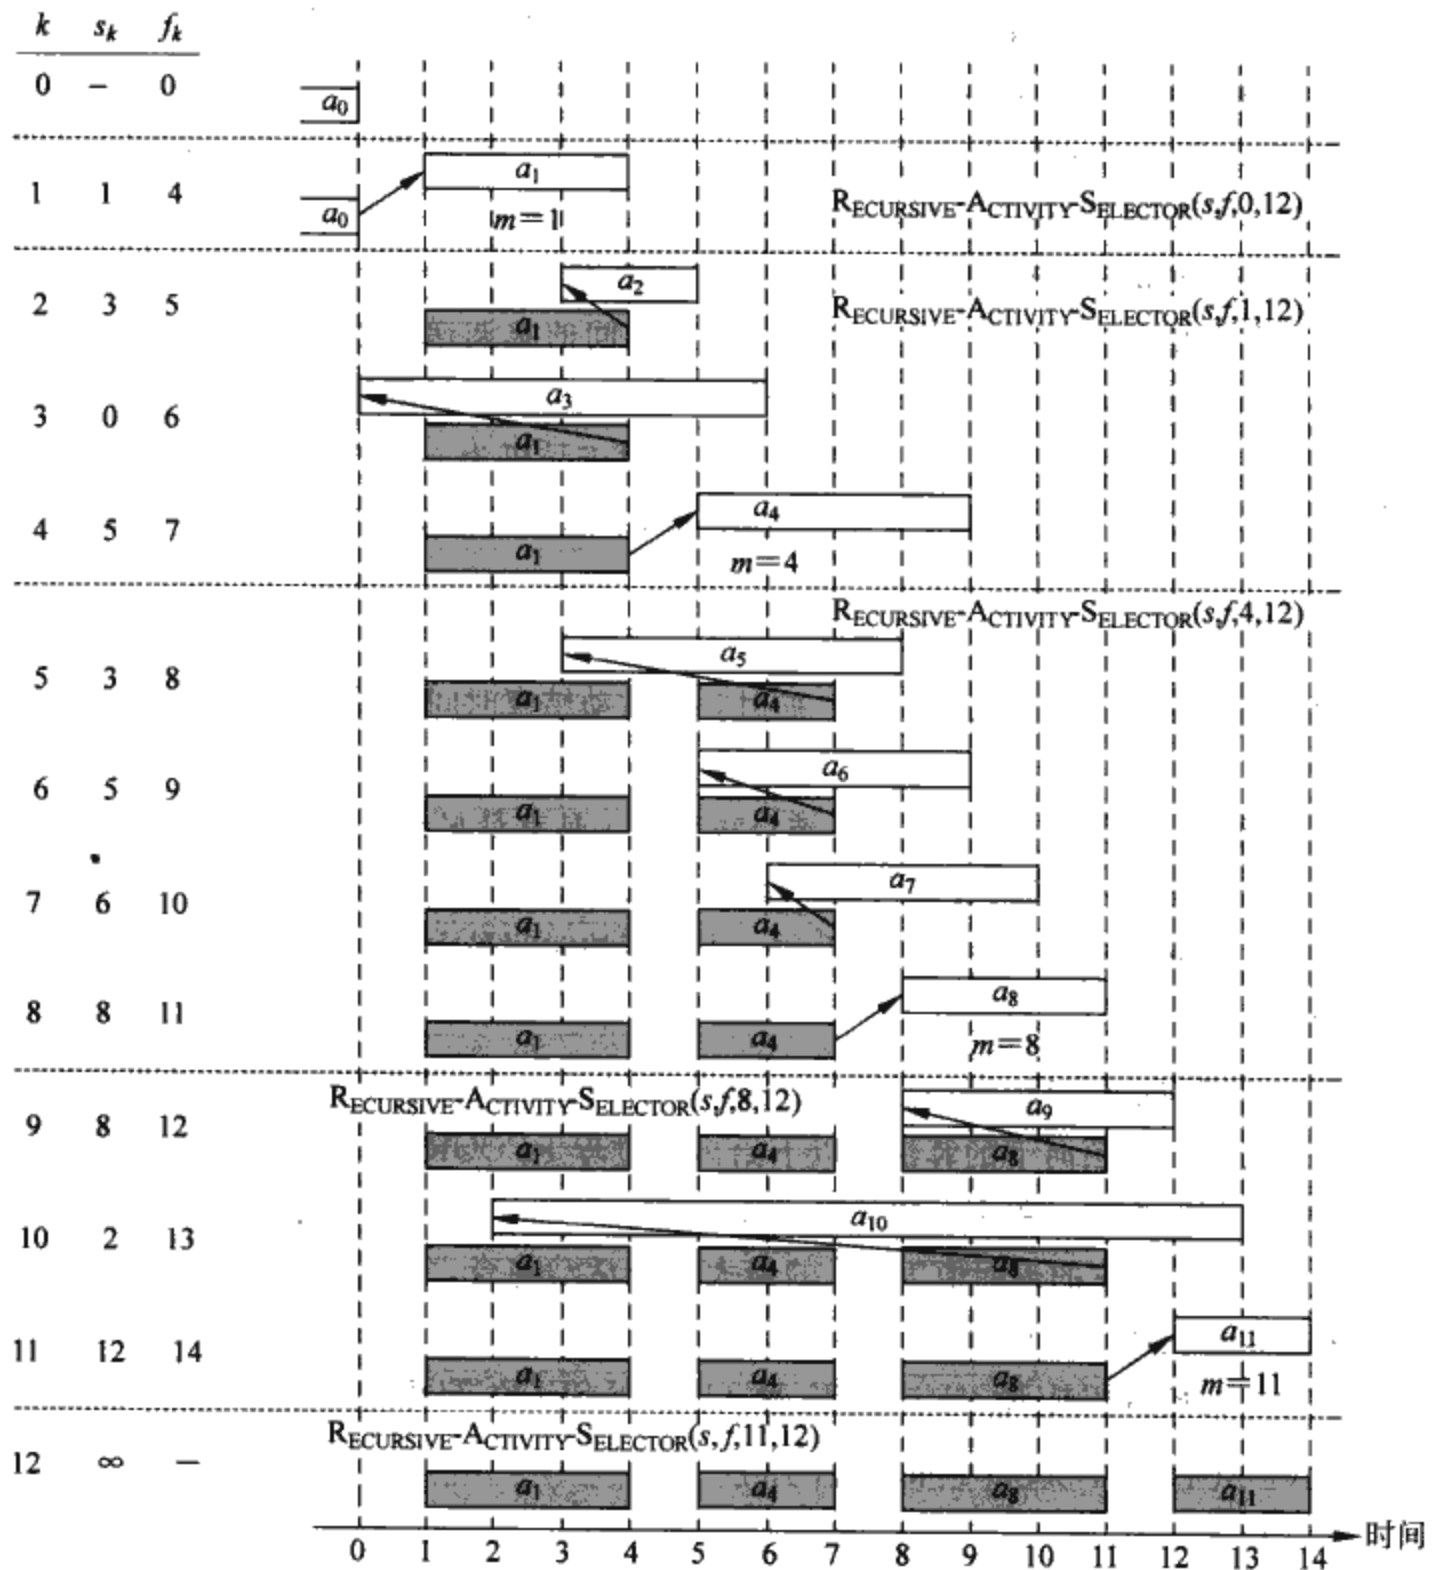 k s_k f_k
0 – 0
a_0
1 1 4
a_1
a_0
m=1
RECURSIVE-ACTIVITY-SELECTOR(s,f,0,12)
2 3 5
a_2
a_1
RECURSIVE-ACTIVITY-SELECTOR(s,f,1,12)
3 0 6
a_3
a_1
4 5 7
a_4
a_1
m=4
RECURSIVE-ACTIVITY-SELECTOR(s,f,4,12)
5 3 8
a_5
a_1 a_4
6 5 9
a_6
a_1 a_4
7 6 10
a_7
a_1 a_4
8 8 11
a_8
a_1 a_4
m=8
RECURSIVE-ACTIVITY-SELECTOR(s,f,8,12)
9 8 12
a_9
a_1 a_4 a_8
10 2 13
a_10
a_1 a_4 a_8
11 12 14
a_11
a_1 a_4 a_8
m=11
RECURSIVE-ACTIVITY-SELECTOR(s,f,11,12)
12 ∞ –
a_1 a_4 a_8 a_11
0 1 2 3 4 5 6 7 8 9 10 11 12 13 14 时间